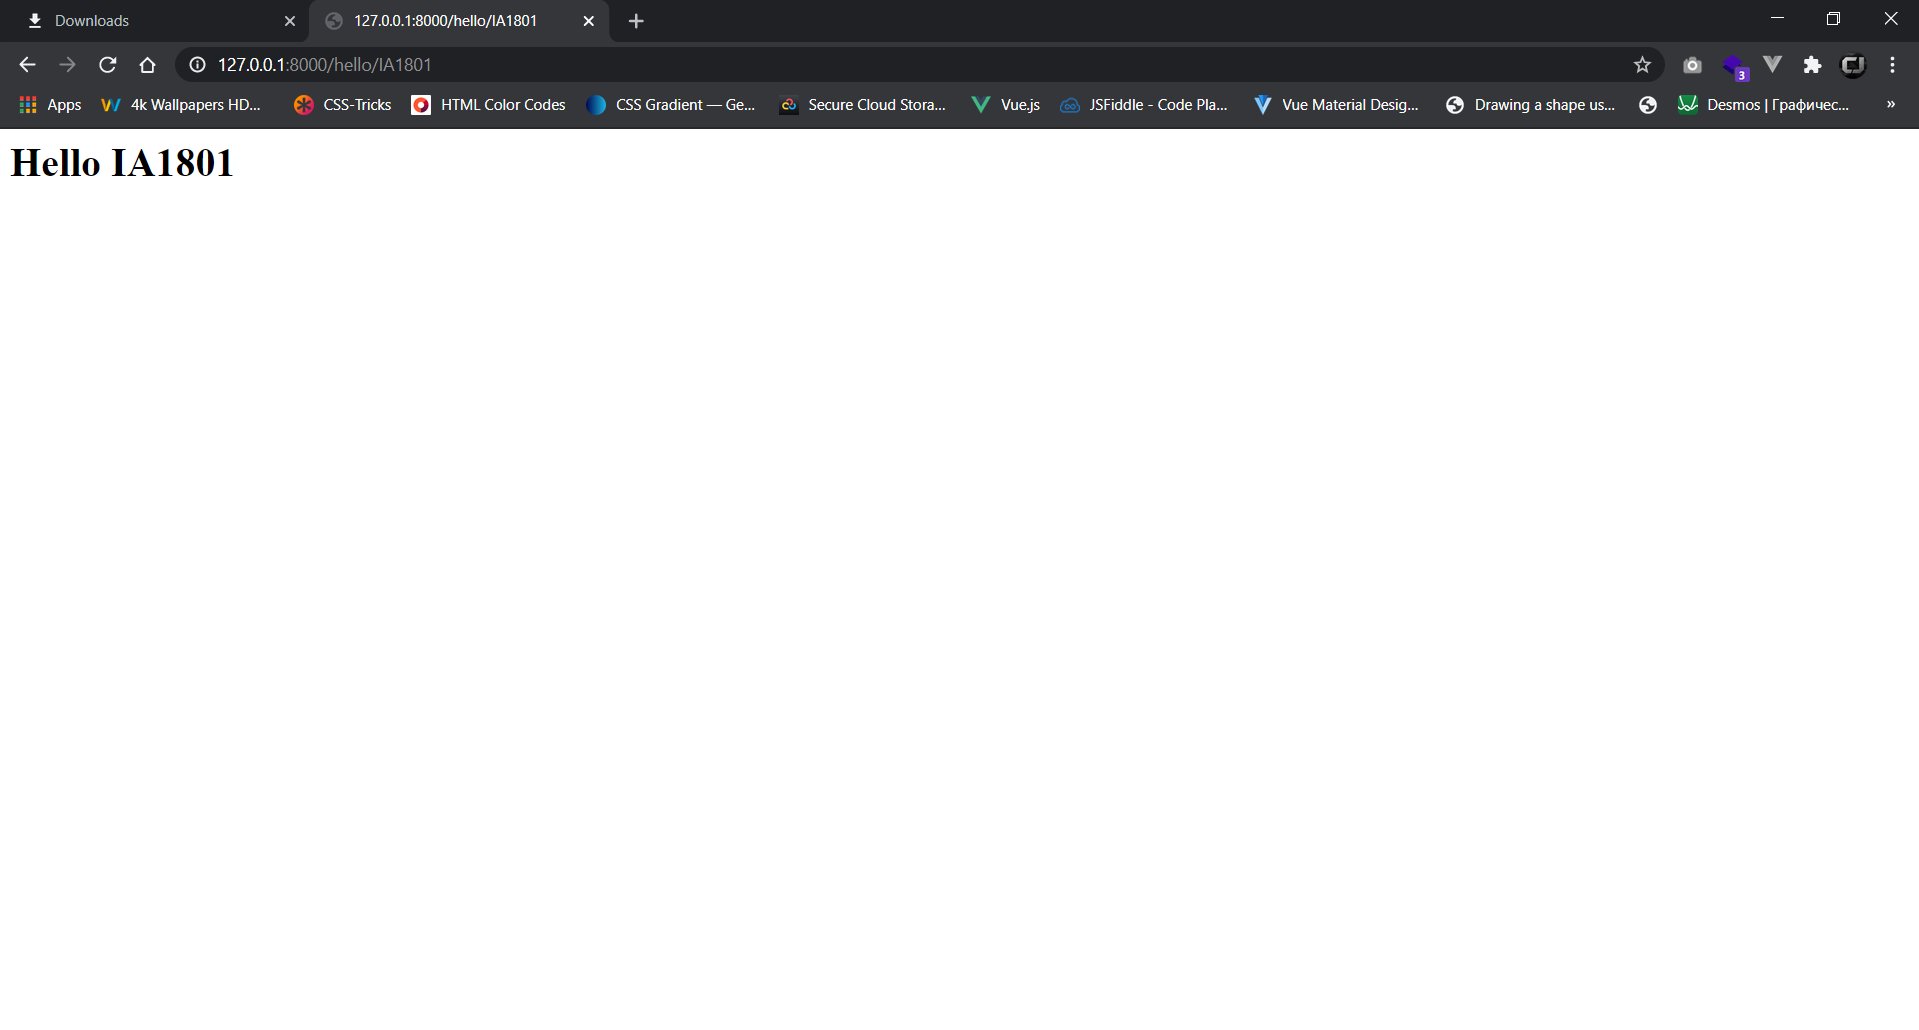 Downloads
127.0.0.1:8000/hello/IA1801
127.0.0.1:8000/hello/IA1801
3
Apps
4k Wallpapers HD...
CSS-Tricks
HTML Color Codes
CSS Gradient — Ge...
Secure Cloud Stora...
Vue.js
JSFiddle - Code Pla...
Vue Material Desig...
Drawing a shape us...
Desmos | Графичес...
»
Hello IA1801